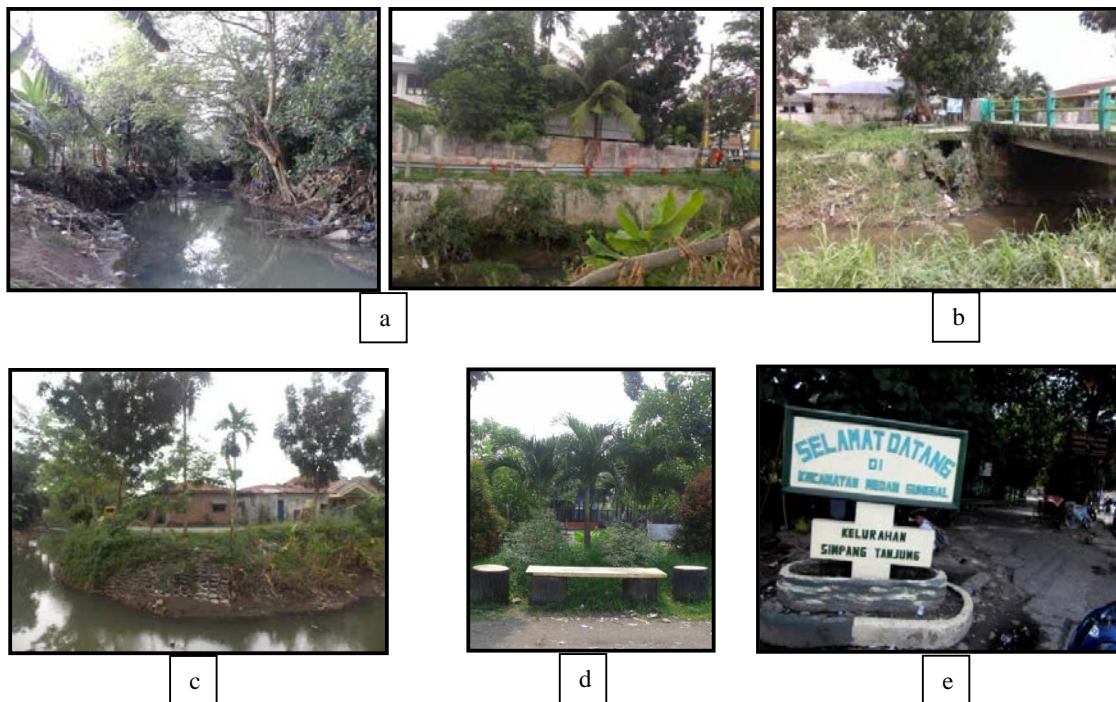 a
b
c
d
e
SELAMAT DATANG
DI
KECAMATAN MEDAN SUNGGAL
KELURAHAN
SIMPANG TANJUNG